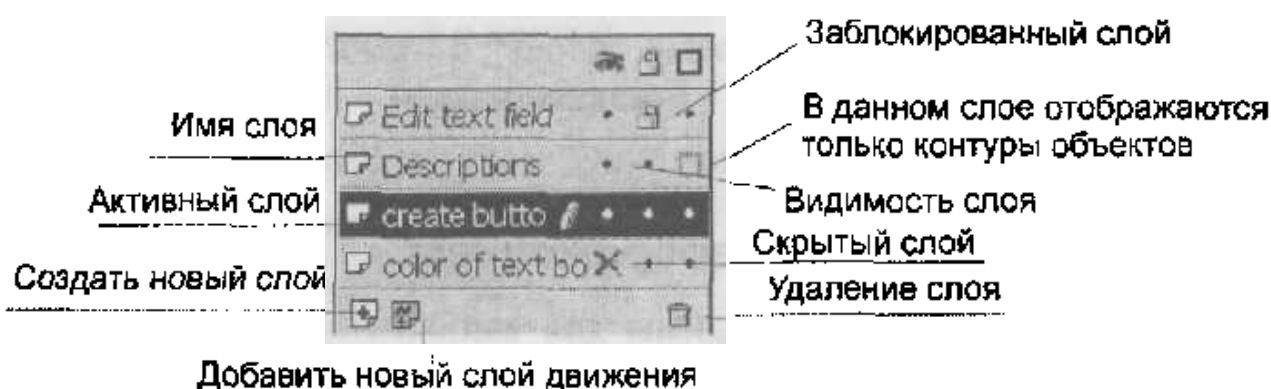 Заблокированный слой
Edit text field
В данном слое отображаются
только контуры объектов
Имя слоя
Descriptions
Видимость слоя
Активный слой
create butto
Скрытый слой
color of text bo
Создать новый слой
Удаление слоя
Добавить новый слой движения